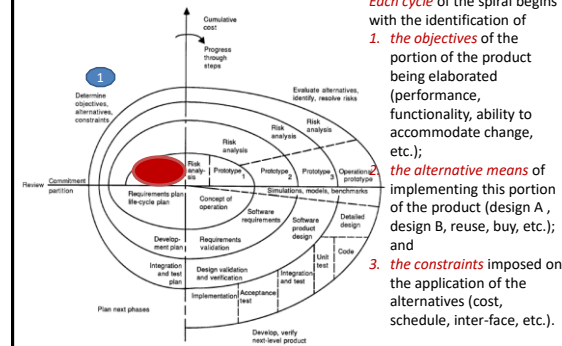 Each cycle of the spiral begins
with the identification of
1. the objectives of the
portion of the product
being elaborated
(performance,
functionality, ability to
accommodate change,
etc.);
2. the alternative means of
implementing this portion
of the product (design A ,
design B, reuse, buy, etc.);
and
3. the constraints imposed on
the application of the
alternatives (cost,
schedule, inter-face, etc.).
Cumulative
cost
Progress
through
steps
1
Determine
objectives,
alternatives,
constraints
Evaluate alternatives,
identify, resolve risks
Risk
analysis
Risk
analysis
Risk
analysis
Risk
analy-
sis
Prototype
1
Prototype
2
Prototype
3
Operational
prototype
Review
Commitment
partition
Simulations, models, benchmarks
Requirements plan
life-cycle plan
Concept of
operation
Software
requirements
Software
product
design
Detailed
design
Develop-
ment plan
Requirements
validation
Code
Unit
test
Integration
and test
plan
Design validation
and verification
Integration
and test
Acceptance
test
Implementation
Plan next phases
Develop, verify
next-level product